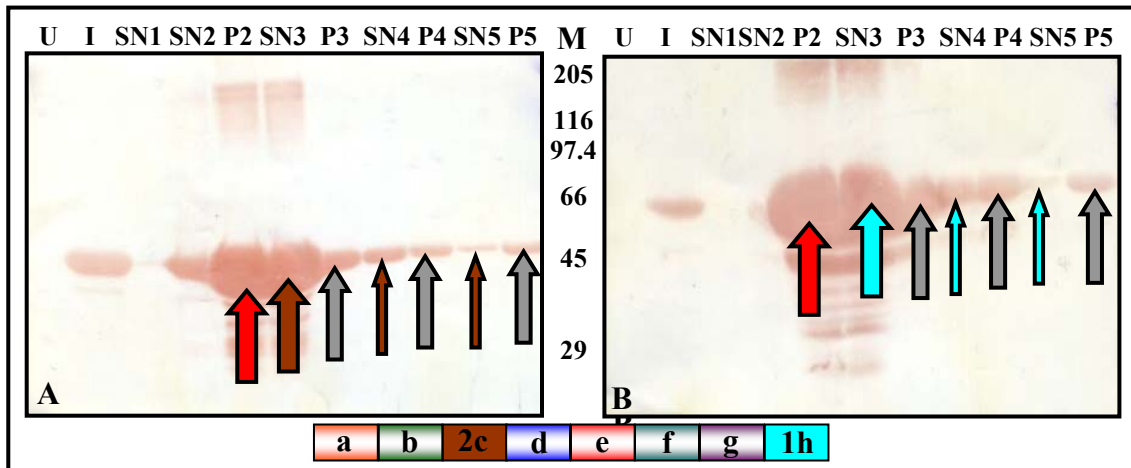 U I SN1 SN2 P2 SN3 P3 SN4 P4 SN5 P5 M U I SN1SN2 P2 SN3 P3 SN4 P4 SN5 P5
205
116
97.4
66
45
29
A B
a b 2c d e f g 1h